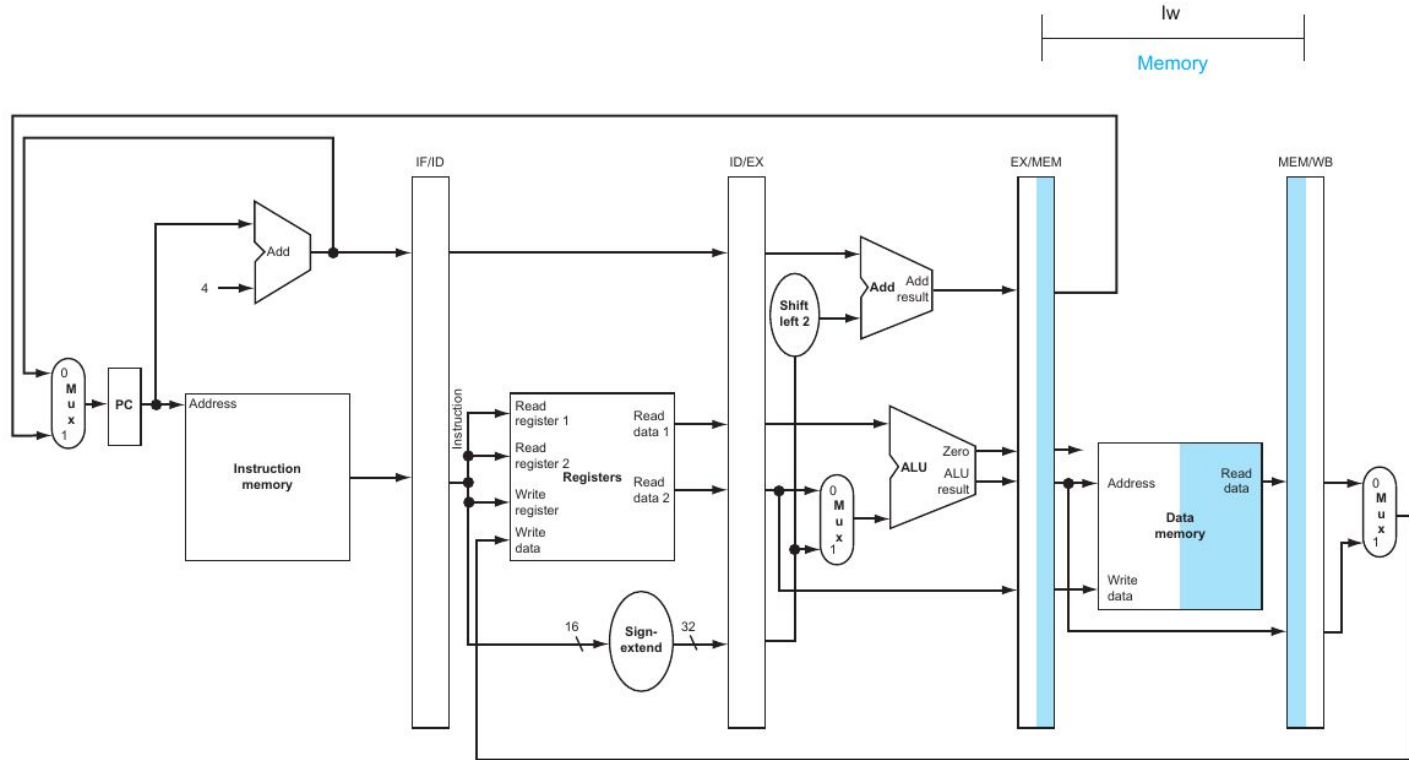 lw
Memory
IF/ID
ID/EX
EX/MEM
MEM/WB
Add
4
Shift
left 2
Add
Add
result
0
M
u
x
1
PC
Address
Instruction
memory
Instruction
Read
register 1
Read
register 2
Write
register
Write
data
Registers
Read
data 1
Read
data 2
16
Sign-
extend
32
0
M
u
x
1
ALU
Zero
ALU
result
Address
Write
data
Data
memory
Read
data
0
M
u
x
1